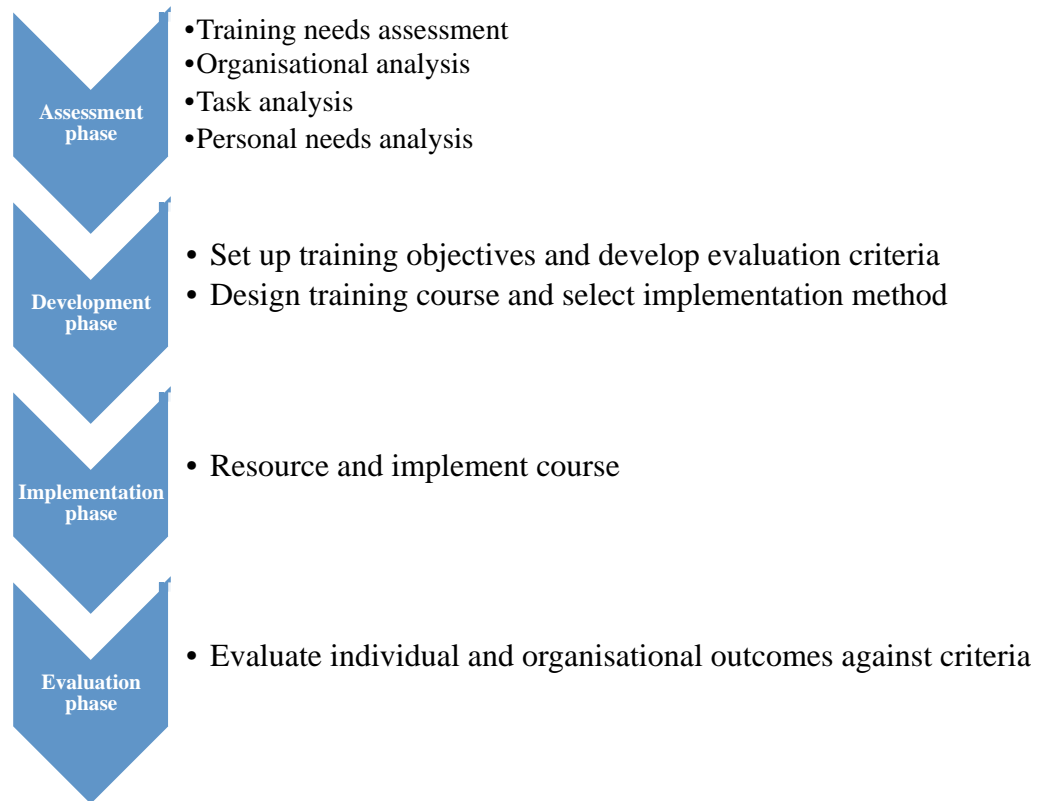 •Training needs assessment
•Organisational analysis
•Task analysis
•Personal needs analysis
Assessment
phase
• Set up training objectives and develop evaluation criteria
• Design training course and select implementation method
Development
phase
• Resource and implement course
Implementation
phase
• Evaluate individual and organisational outcomes against criteria
Evaluation
phase